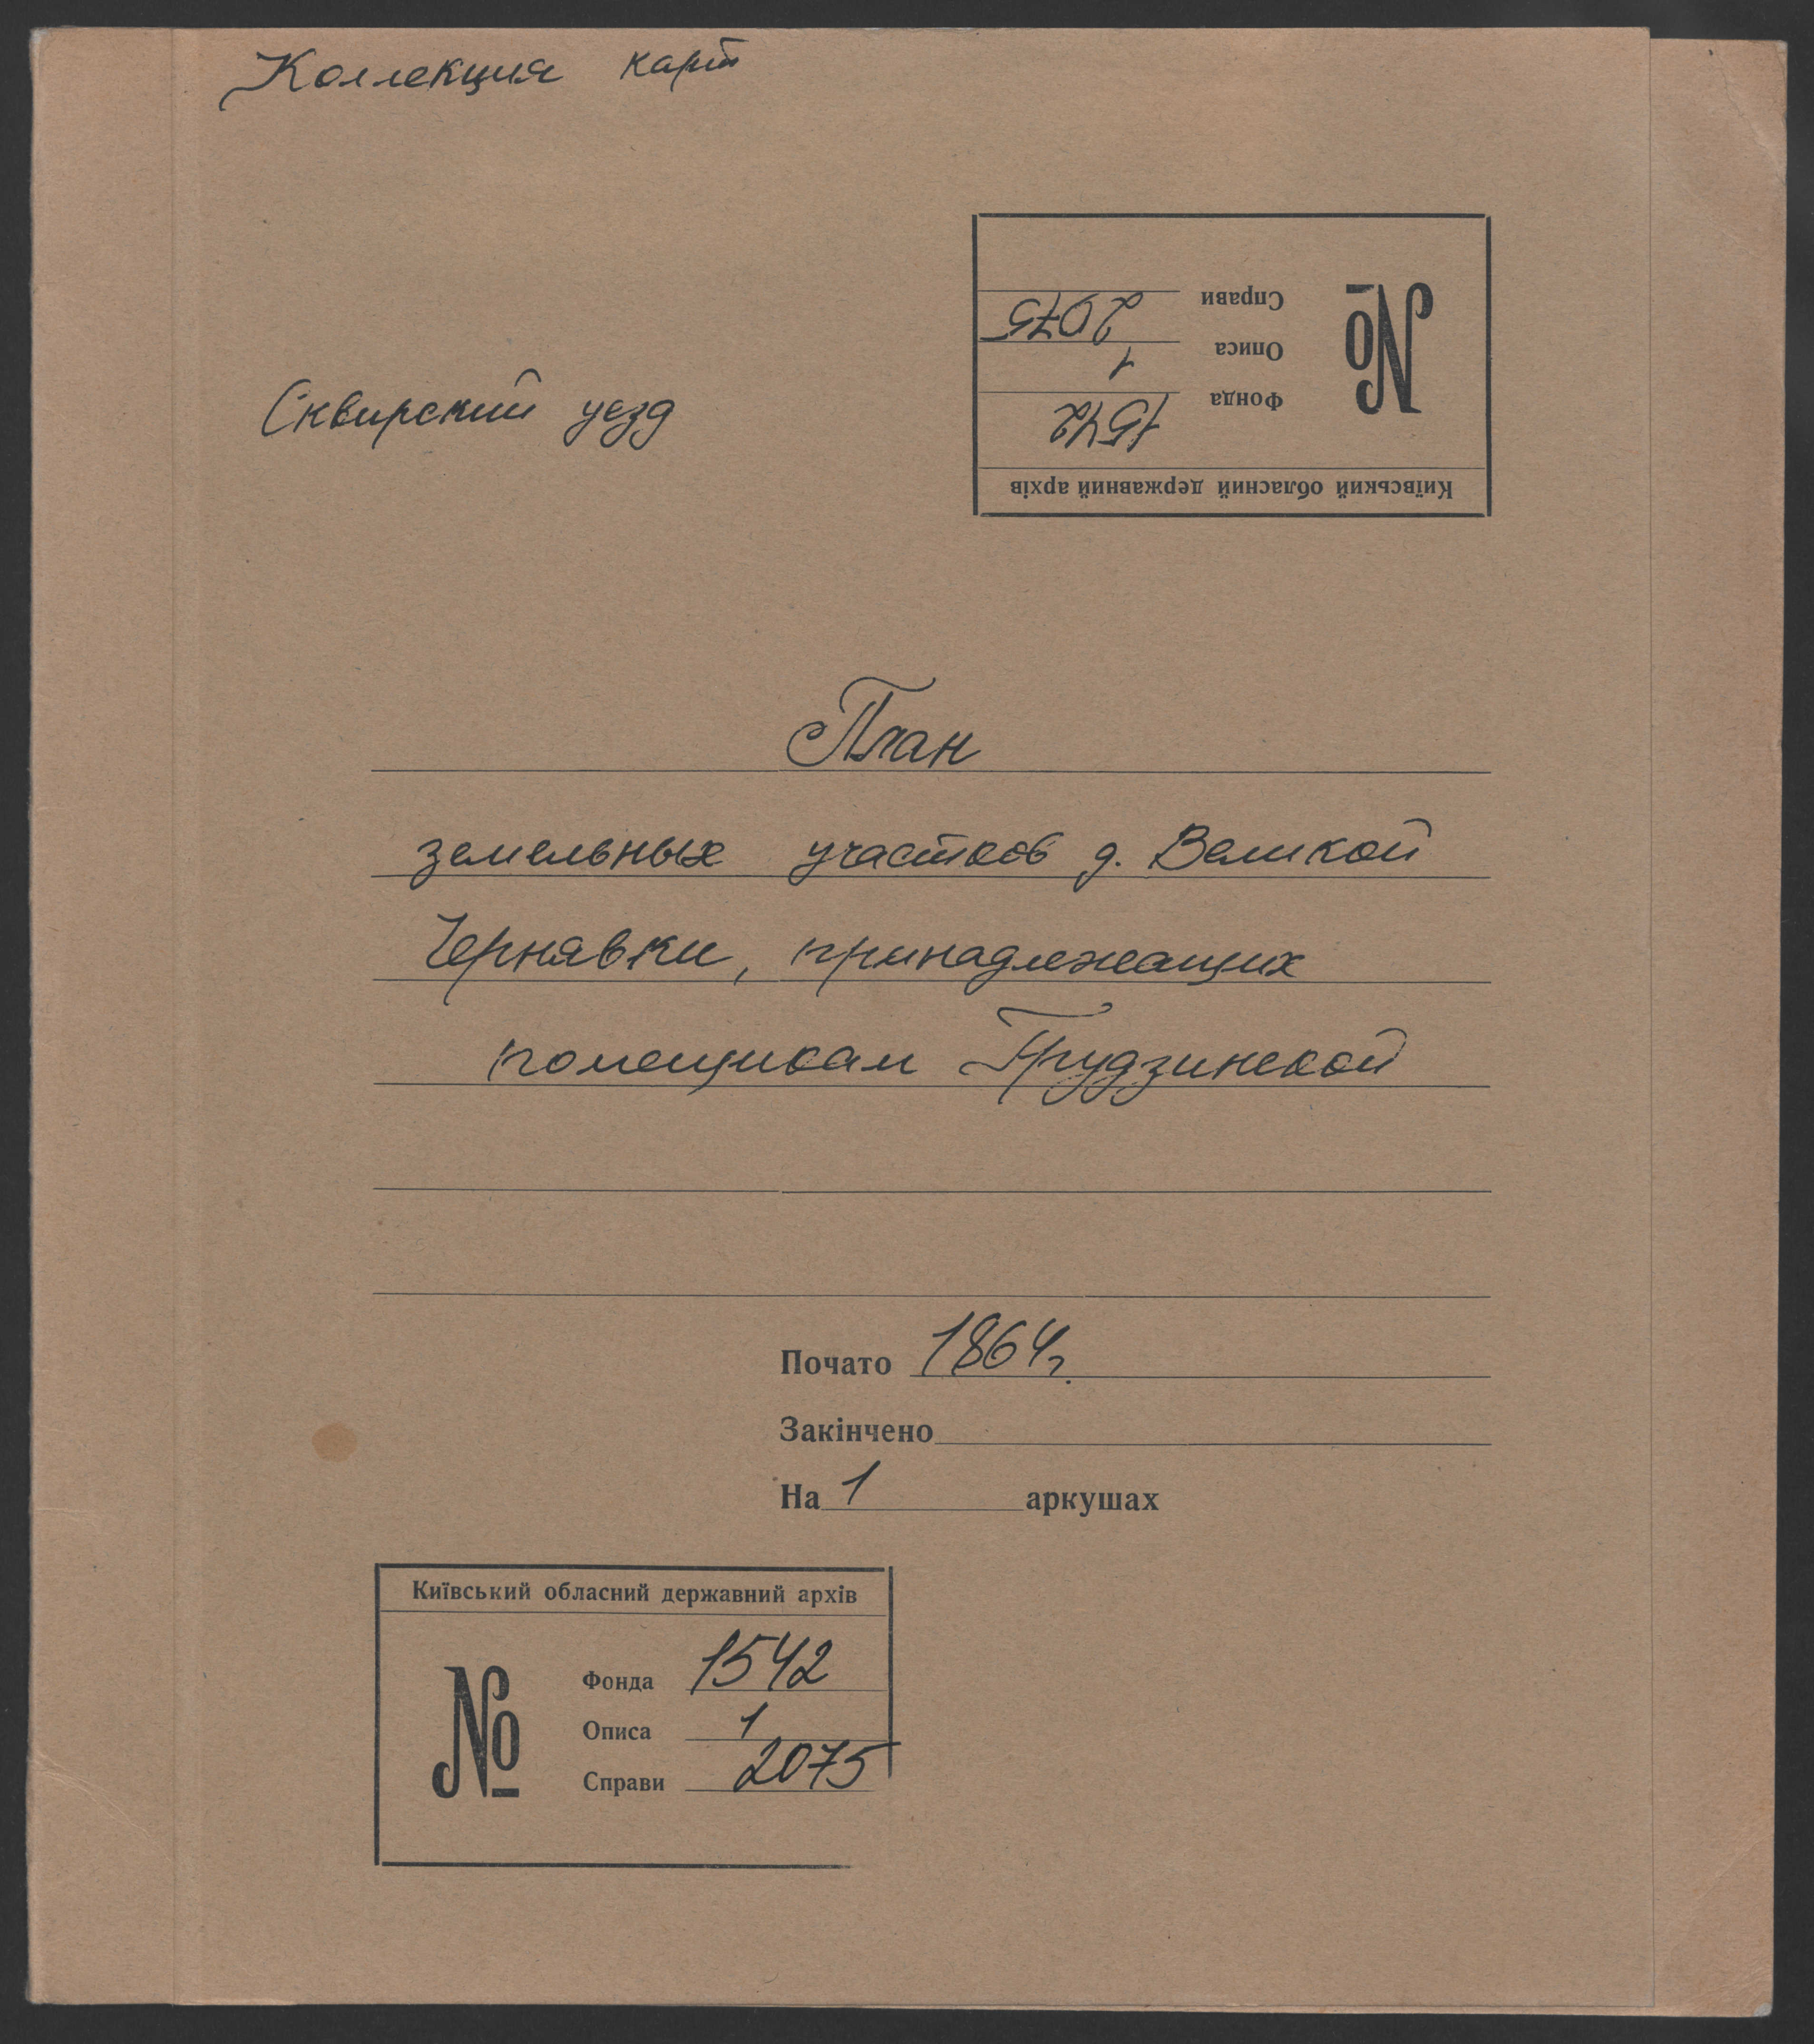 Коллекция карт
Київський обласний державний архів
№
Фонда 1542
Описа 1
Справи 2075
Сквирский уезд
План
земельных участков д. Великой
Чернявки, принадлежащих
помещикам Грудзинской
Почато 1864г.
Закінчено
На 1 аркушах
Київський обласний державний архів
№
Фонда 1542
Описа 1
Справи 2075